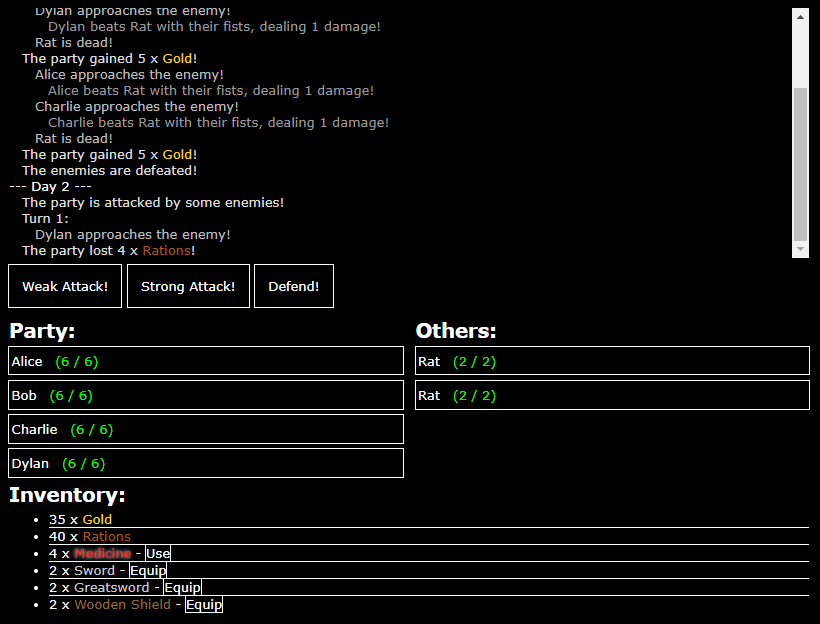 Dylan approaches the enemy!
Dylan beats Rat with their fists, dealing 1 damage!
Rat is dead!
The party gained 5 x Gold!
Alice approaches the enemy!
Alice beats Rat with their fists, dealing 1 damage!
Charlie approaches the enemy!
Charlie beats Rat with their fists, dealing 1 damage!
Rat is dead!
The party gained 5 x Gold!
The enemies are defeated!
--- Day 2 ---
The party is attacked by some enemies!
Turn 1:
Dylan approaches the enemy!
The party lost 4 x Rations!
Weak Attack! Strong Attack! Defend!
Party:
Alice (6 / 6)
Bob (6 / 6)
Charlie (6 / 6)
Dylan (6 / 6)
Others:
Rat (2 / 2)
Rat (2 / 2)
Inventory:
• 35 x Gold
• 40 x Rations
• 4 x Medicine - Use
• 2 x Sword - Equip
• 2 x Greatsword - Equip
• 2 x Wooden Shield - Equip